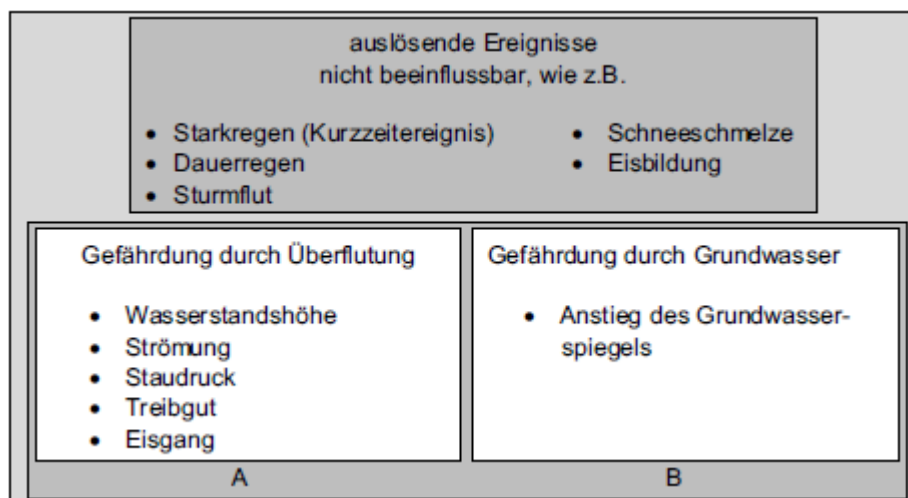 auslösende Ereignisse
nicht beeinflussbar, wie z.B.
• Starkregen (Kurzzeitereignis)
• Dauerregen
• Sturmflut
• Schneeschmelze
• Eisbildung
Gefährdung durch Überflutung
• Wasserstandshöhe
• Strömung
• Staudruck
• Treibgut
• Eisgang
A
Gefährdung durch Grundwasser
• Anstieg des Grundwasser-
spiegels
B